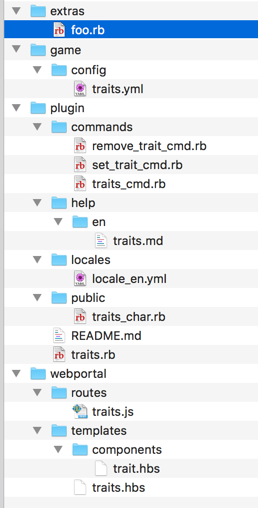 extras
foo.rb
game
config
traits.yml
plugin
commands
remove_trait_cmd.rb
set_trait_cmd.rb
traits_cmd.rb
help
en
traits.md
locales
locale_en.yml
public
traits_char.rb
README.md
traits.rb
webportal
routes
traits.js
templates
components
trait.hbs
traits.hbs